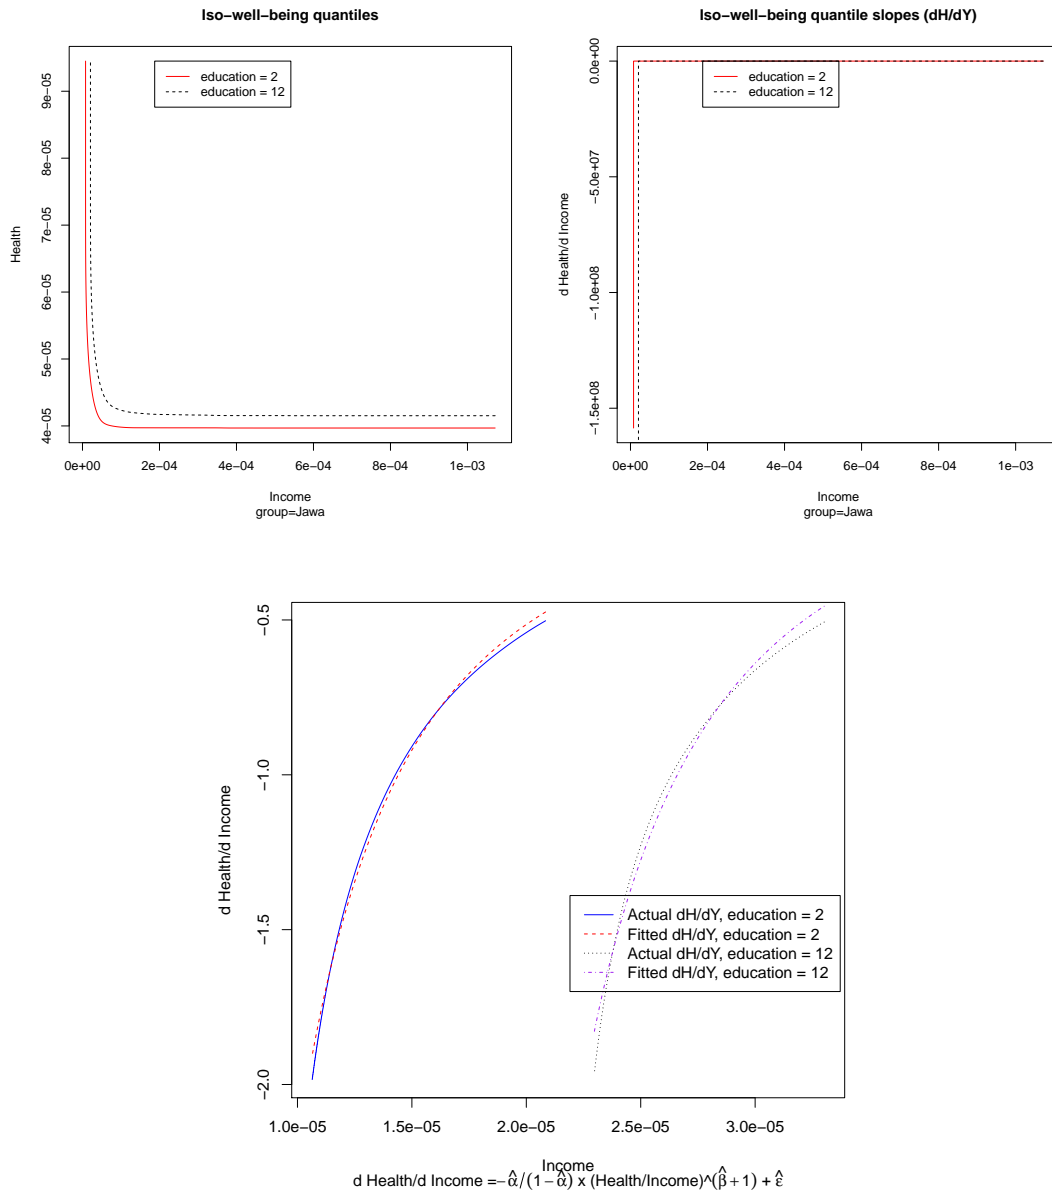 Iso−well−being quantiles
education = 2
education = 12
Health
4e−05
5e−05
6e−05
7e−05
8e−05
9e−05
0e+00
2e−04
4e−04
6e−04
8e−04
1e−03
Income
group=Jawa
Iso−well−being quantile slopes (dH/dY)
education = 2
education = 12
d Health/d Income
−1.5e+08
−1.0e+08
−5.0e+07
0.0e+00
0e+00
2e−04
4e−04
6e−04
8e−04
1e−03
Income
group=Jawa
d Health/d Income
−0.5
−1.0
−1.5
−2.0
Actual dH/dY, education = 2
Fitted dH/dY, education = 2
Actual dH/dY, education = 12
Fitted dH/dY, education = 12
1.0e−05
1.5e−05
2.0e−05
2.5e−05
3.0e−05
Income
d Health/d Income =−α̂/(1−α̂) x (Health/Income)^(β̂+1) + ε̂